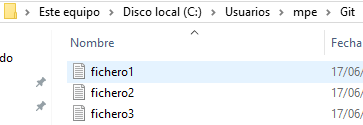 Este equipo > Disco local (C:) > Usuarios > mpe > Git
Nombre Fecha
do
fichero1 17/06/
fichero2 17/06/
fichero3 17/06/